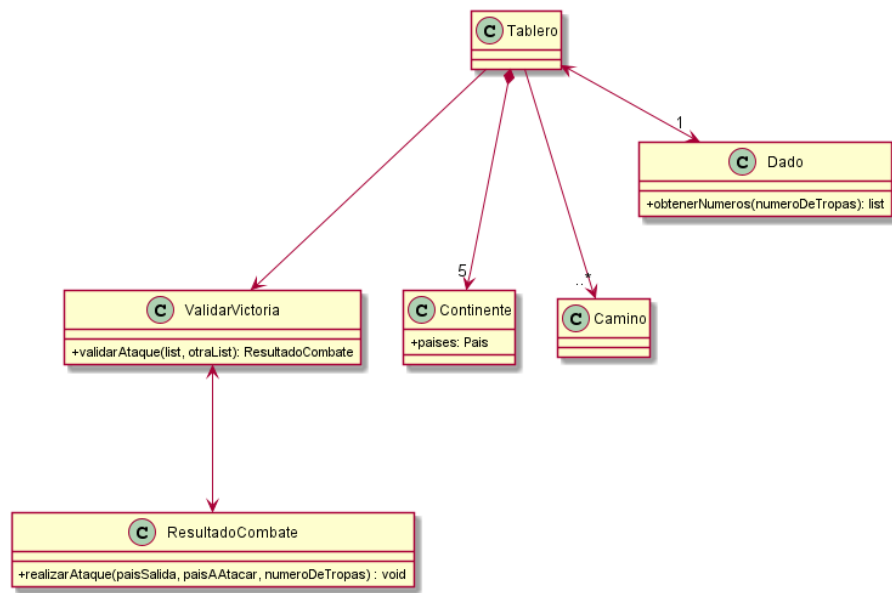 C Tablero
1
C Dado
+obtenerNumeros(numeroDeTropas): list
5
..*
C ValidarVictoria
+validarAtaque(list, otraList): ResultadoCombate
C Continente
+paises: Pais
C Camino
C ResultadoCombate
+realizarAtaque(paisSalida, paisAAtacar, numeroDeTropas) : void